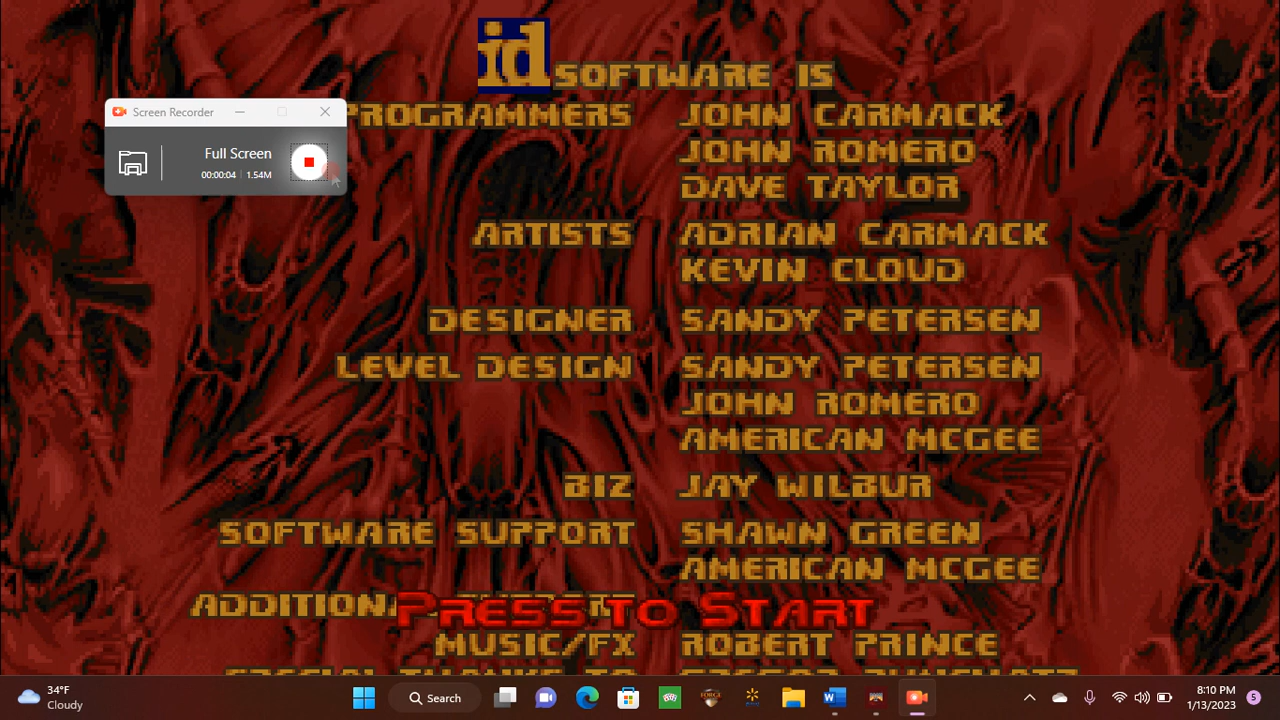 id SOFTWARE IS
Screen Recorder
Full Screen
00:00:04 1.54M
PROGRAMMERS JOHN CARMACK
JOHN ROMERO
DAVE TAYLOR
ARTISTS ADRIAN CARMACK
KEVIN CLOUD
DESIGNER SANDY PETERSEN
LEVEL DESIGN SANDY PETERSEN
JOHN ROMERO
AMERICAN MCGEE
BIZ JAY WILBUR
SOFTWARE SUPPORT SHAWN GREEN
AMERICAN MCGEE
PRESS TO START
MUSIC/FX ROBERT PRINCE
34°F
Cloudy
Search
FORGE
8:10 PM
1/13/2023
5